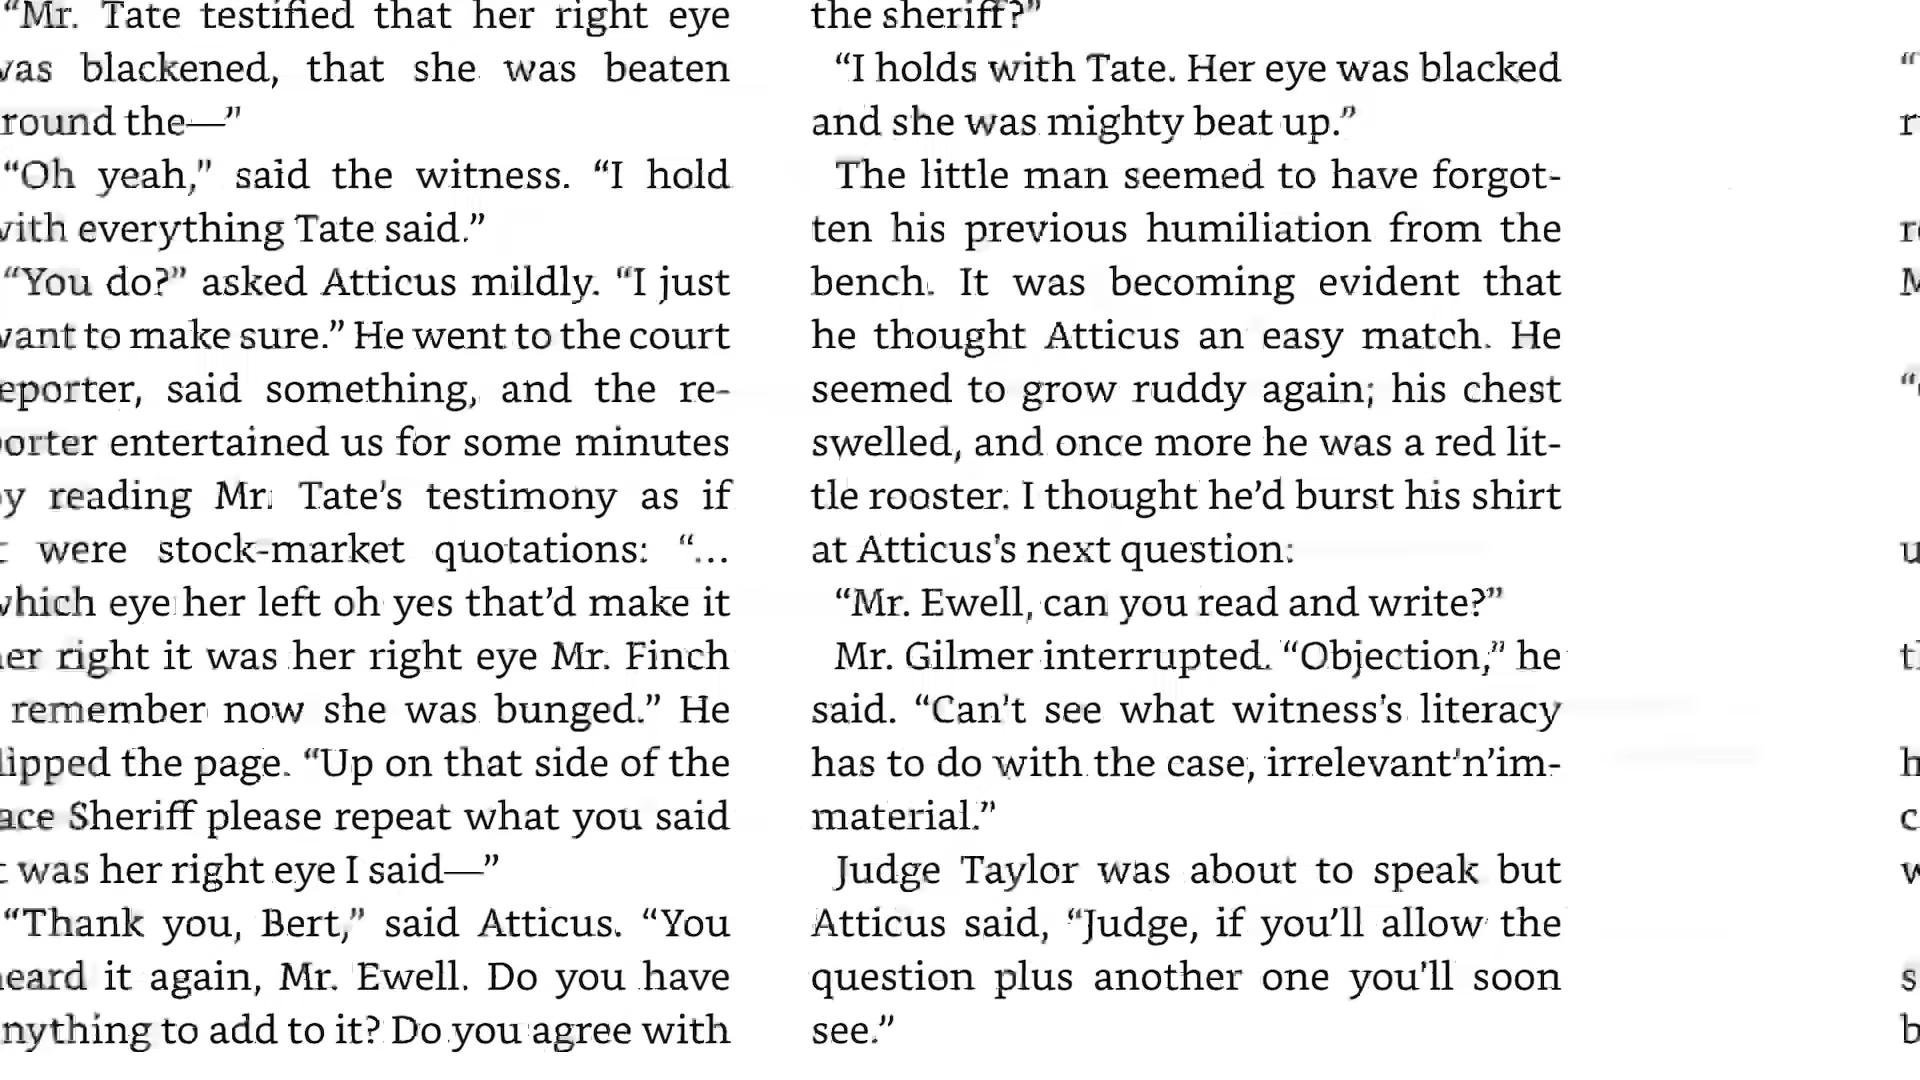 “Mr. Tate testified that her right eye
was blackened, that she was beaten
around the—”
“Oh yeah,” said the witness. “I hold
with everything Tate said.”
“You do?” asked Atticus mildly. “I just
want to make sure.” He went to the court
reporter, said something, and the re-
porter entertained us for some minutes
by reading Mr. Tate’s testimony as if
it were stock-market quotations: “...
which eye her left oh yes that’d make it
her right it was her right eye Mr. Finch
remember now she was bunged.” He
flipped the page. “Up on that side of the
face Sheriff please repeat what you said
it was her right eye I said—”
“Thank you, Bert,” said Atticus. “You
heard it again, Mr. Ewell. Do you have
anything to add to it? Do you agree with
the sheriff?”
“I holds with Tate. Her eye was blacked
and she was mighty beat up.”
The little man seemed to have forgot-
ten his previous humiliation from the
bench. It was becoming evident that
he thought Atticus an easy match. He
seemed to grow ruddy again; his chest
swelled, and once more he was a red lit-
tle rooster. I thought he’d burst his shirt
at Atticus’s next question:
“Mr. Ewell, can you read and write?”
Mr. Gilmer interrupted. “Objection,” he
said. “Can’t see what witness’s literacy
has to do with the case, irrelevant’n’im-
material.”
Judge Taylor was about to speak but
Atticus said, “Judge, if you’ll allow the
question plus another one you’ll soon
see.”